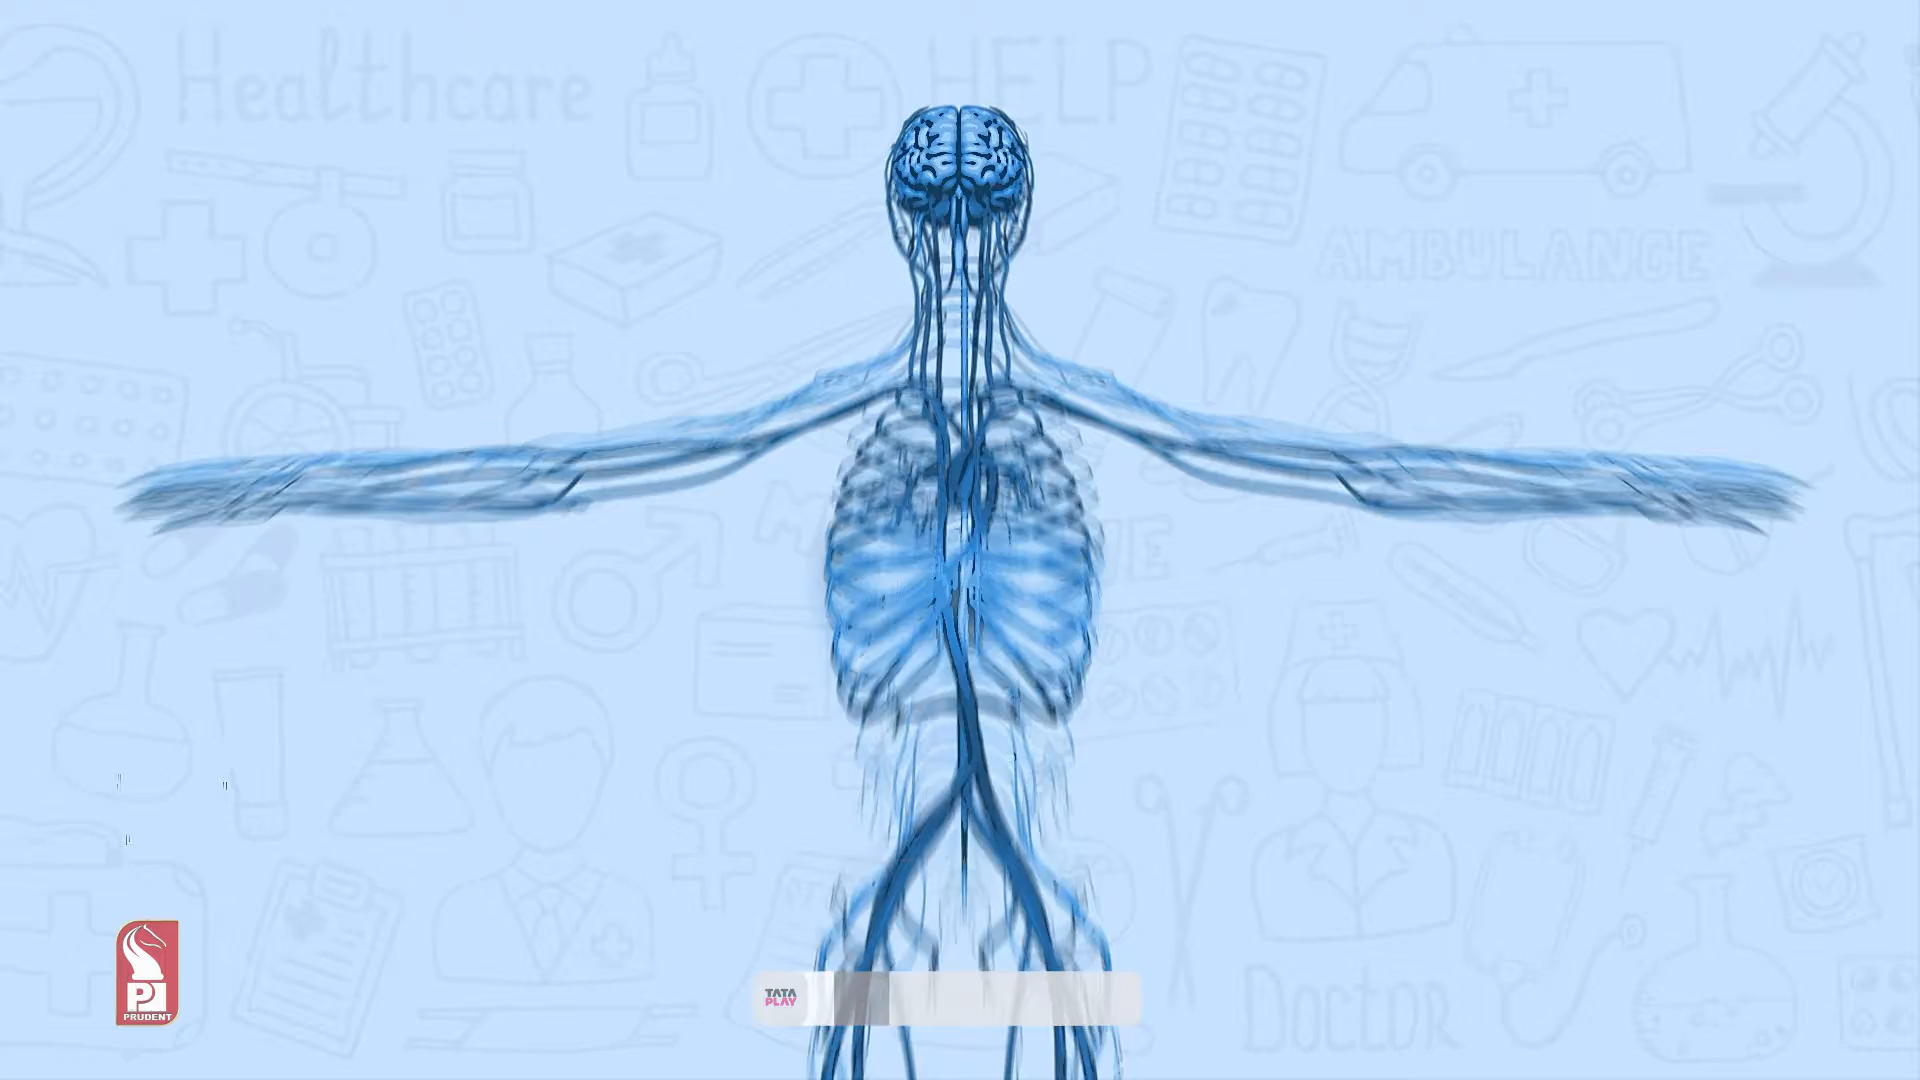 Healthcare
HELP
AMBULANCE
Doctor
P
PRUDENT
TATA
PLAY